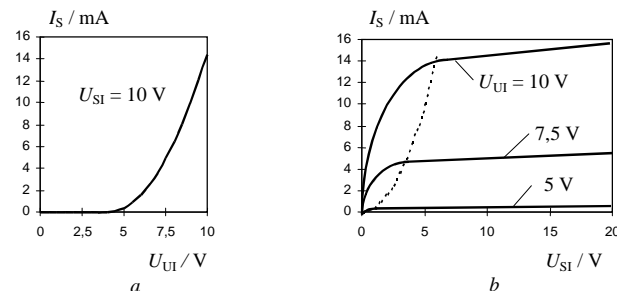 I_S / mA
16
14
12
10
8
6
4
2
0
U_SI = 10 V
0 2,5 5 7,5 10
U_UI / V
a
I_S / mA
16
14
12
10
8
6
4
2
0
U_UI = 10 V
7,5 V
5 V
0 5 10 15 20
U_SI / V
b